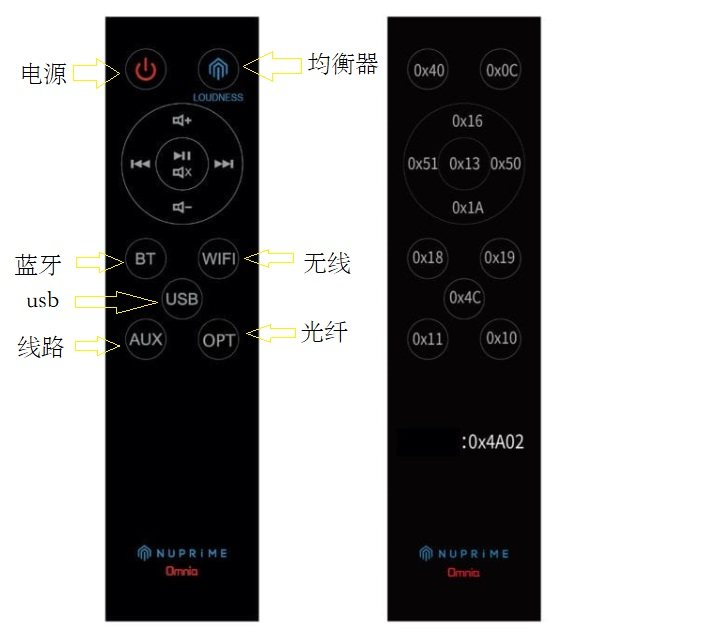 电源
均衡器
LOUDNESS
BT
WIFI
蓝牙
无线
USB
usb
AUX
OPT
线路
光纤
NUPRiME
Omnia
0x40
0x0C
0x16
0x51
0x13
0x50
0x1A
0x18
0x19
0x4C
0x11
0x10
:0x4A02
NUPRiME
Omnia